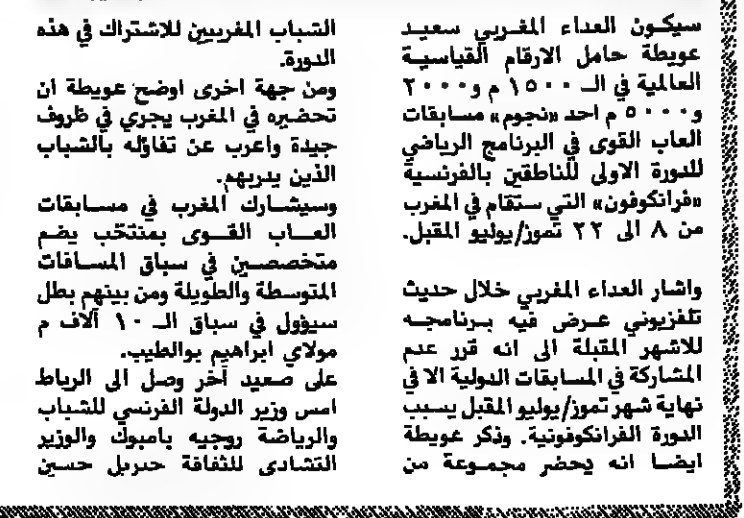 سيكون العداء المغربي سعيد
عويطة حامل الارقام القياسية
العالمية في الـ ١٥٠٠ م و٢٠٠٠
و٥٠٠٠ م احد «نجوم» مسابقات
العاب القوى في البرنامج الرياضي
للدورة الاولى للناطقين بالفرنسية
«فرانكوفون» التي ستقام في المغرب
من ٨ الى ٢٢ تموز/يوليو المقبل.
واشار العداء المغربي خلال حديث
تلفزيوني عرض فيه برنامجه
للاشهر المقبلة الى انه قرر عدم
المشاركة في المسابقات الدولية الا في
نهاية شهر تموز/يوليو المقبل بسبب
الدورة الفرانكوفونية. وذكر عويطة
ايضا انه يحضر مجموعة من
الشباب المغربيين للاشتراك في هذه
الدورة.
ومن جهة اخرى اوضح عويطة ان
تحضيره في المغرب يجري في ظروف
جيدة واعرب عن تفاؤله بالشباب
الذين يدربهم.
وسيشارك المغرب في مسابقات
العاب القوى بمنتخب يضم
متخصصين في سباق المسافات
المتوسطة والطويلة ومن بينهم بطل
سيؤول في سباق الـ ١٠ آلاف م
مولاي ابراهيم بوالطيب.
على صعيد آخر وصل الى الرباط
امس وزير الدولة الفرنسي للشباب
والرياضة روجيه بامبوك والوزير
التشادي للثقافة جبريل حسين